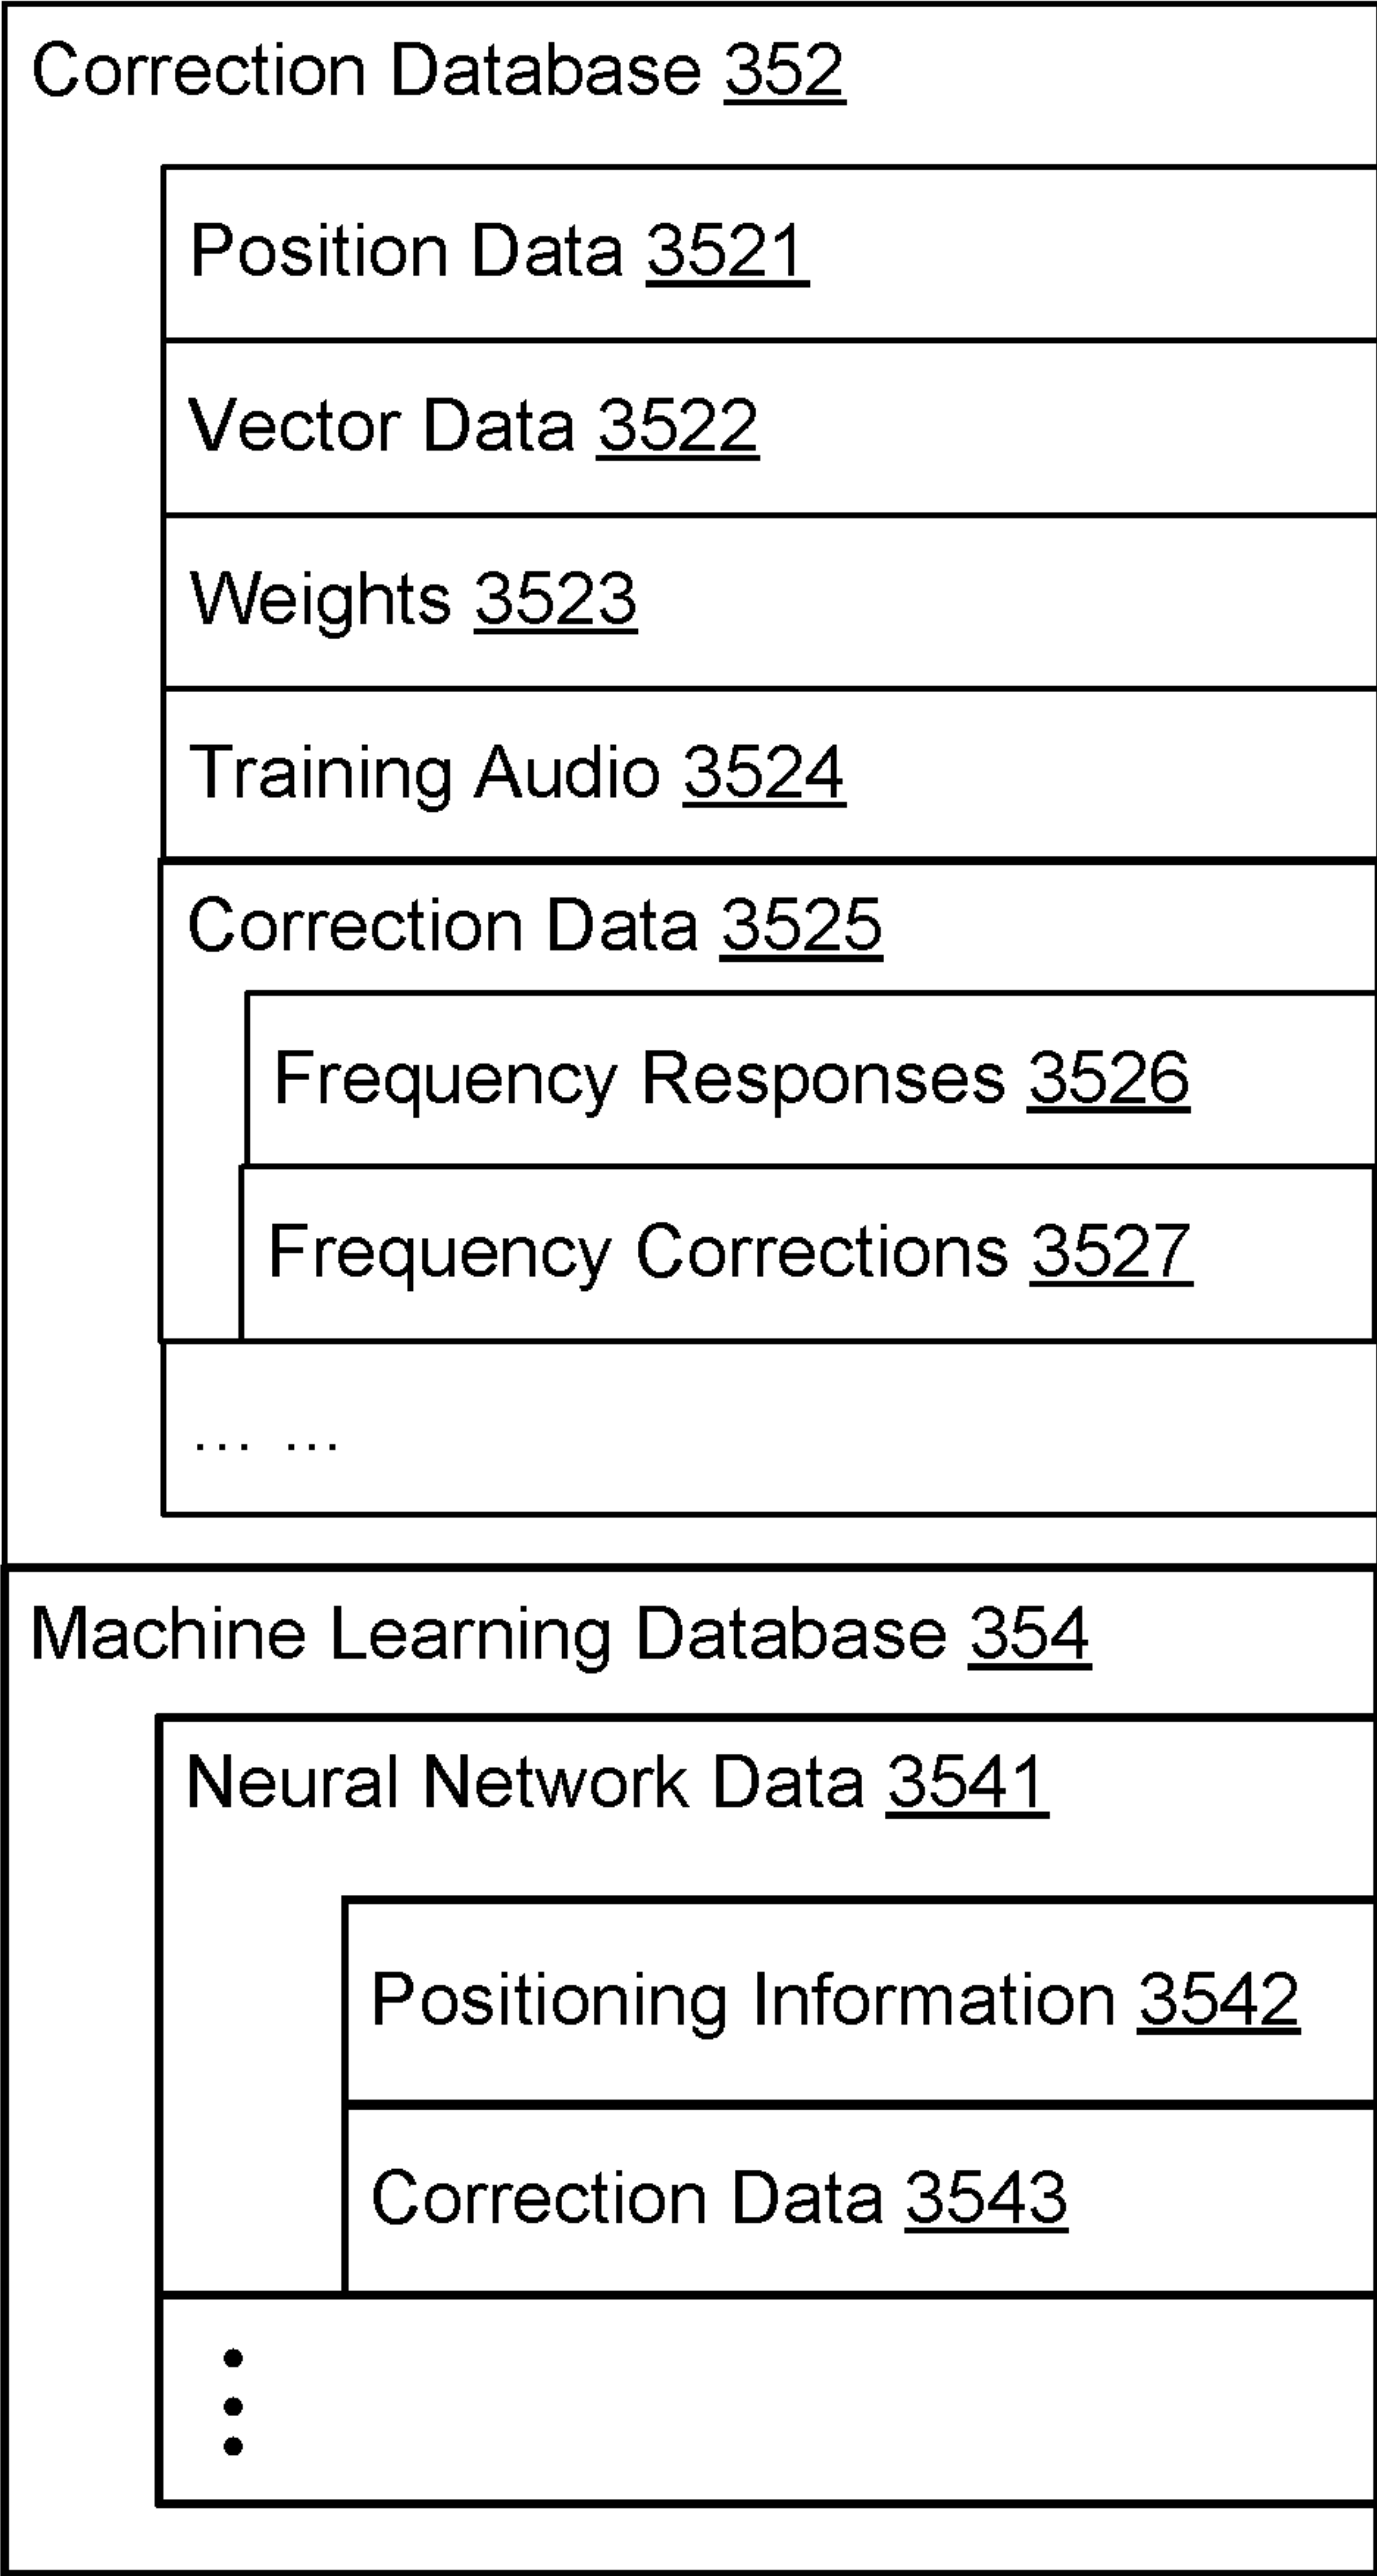 Correction Database 352
Position Data 3521
Vector Data 3522
Weights 3523
Training Audio 3524
Correction Data 3525
Frequency Responses 3526
Frequency Corrections 3527
... ...
Machine Learning Database 354
Neural Network Data 3541
Positioning Information 3542
Correction Data 3543